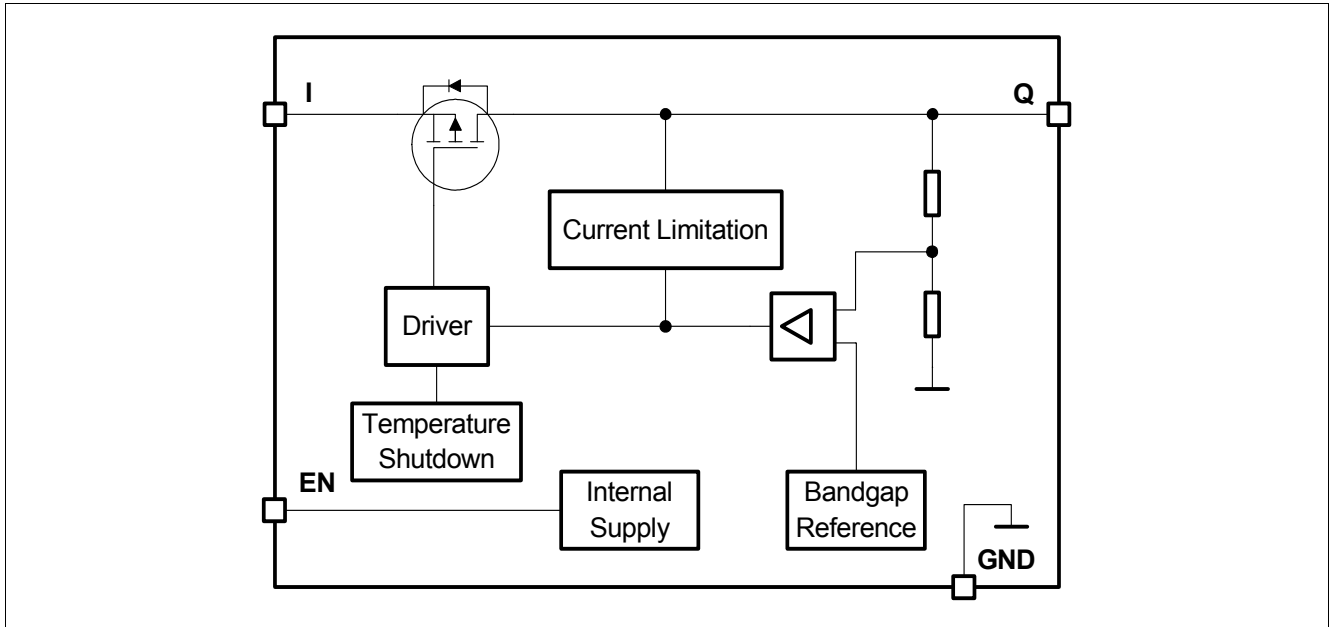 I
Q
Current Limitation
Driver
Temperature
Shutdown
EN
Internal
Supply
Bandgap
Reference
GND